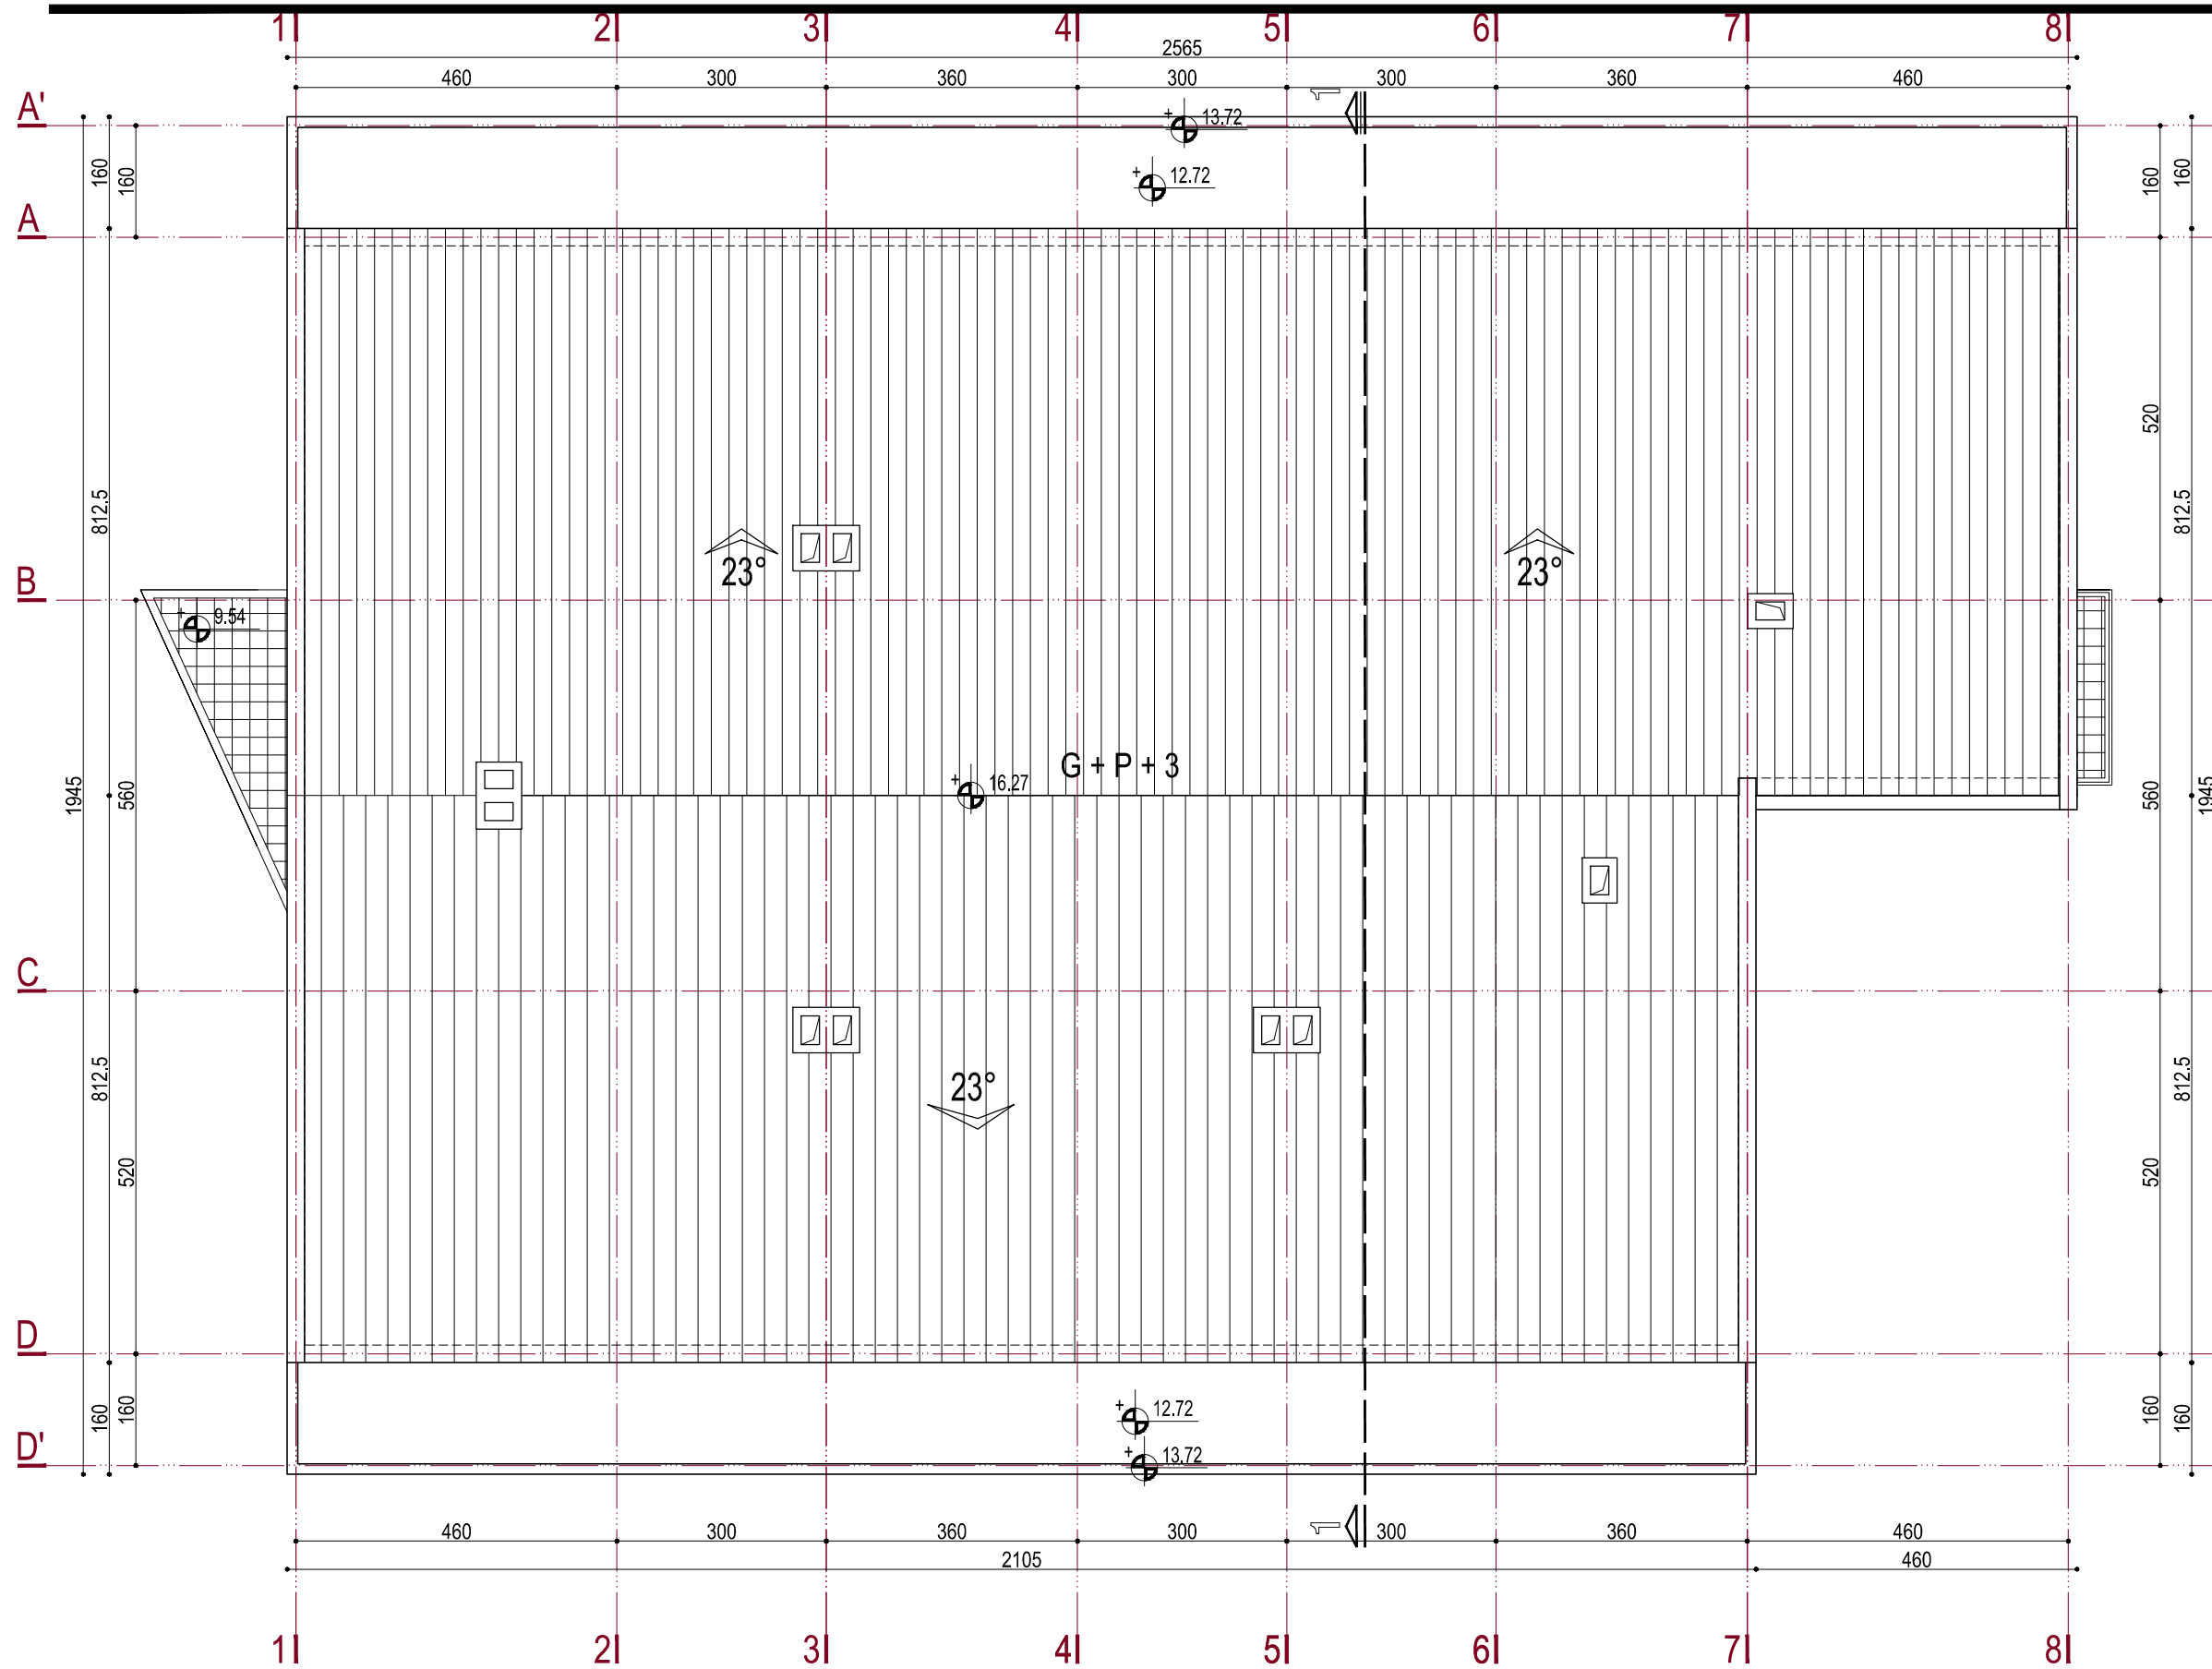 1 2 3 4 5 6 7 8
2565
460 300 360 300 300 360 460
1
A'
+ 13.72
160 160 160 160
+ 12.72
A
520
812.5 812.5
23° 23°
B
+ 9.54
G + P + 3
+ 16.27
1945 560 560 1945
C
812.5 812.5
23°
520 520
D
160 160 160 160
+ 12.72
+ 13.72
D'
1
460 300 360 300 300 360 460
2105 460
1 2 3 4 5 6 7 8